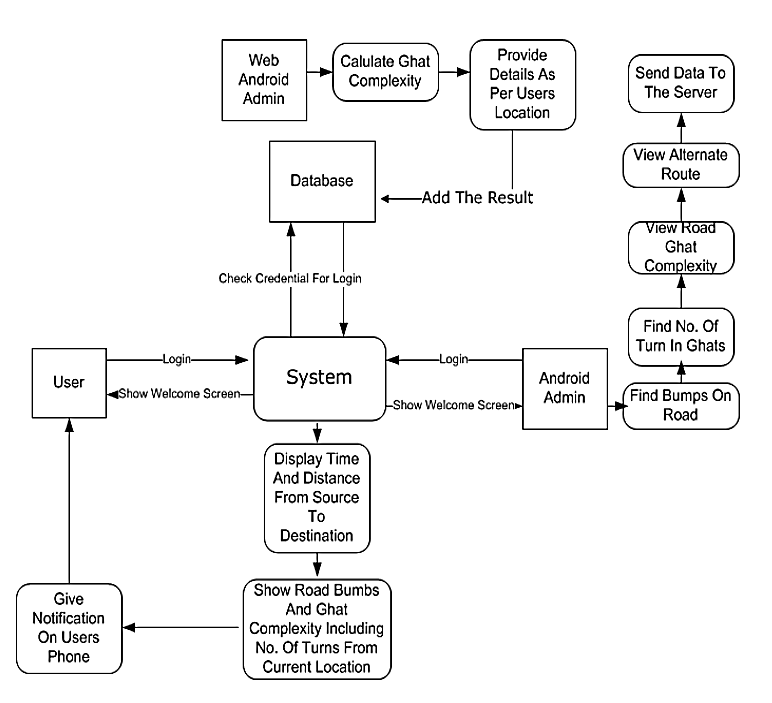 Web
Android
Admin
Calulate Ghat
Complexity
Provide
Details As
Per Users
Location
Send Data To
The Server
View Alternate
Route
Database
Add The Result
View Road
Ghat
Complexity
Check Credential For Login
Find No. Of
Turn In Ghats
User
Login
Show Welcome Screen
System
Login
Show Welcome Screen
Android
Admin
Find Bumps On
Road
Display Time
And Distance
From Source
To
Destination
Give
Notification
On Users
Phone
Show Road Bumbs
And Ghat
Complexity Including
No. Of Turns From
Current Location